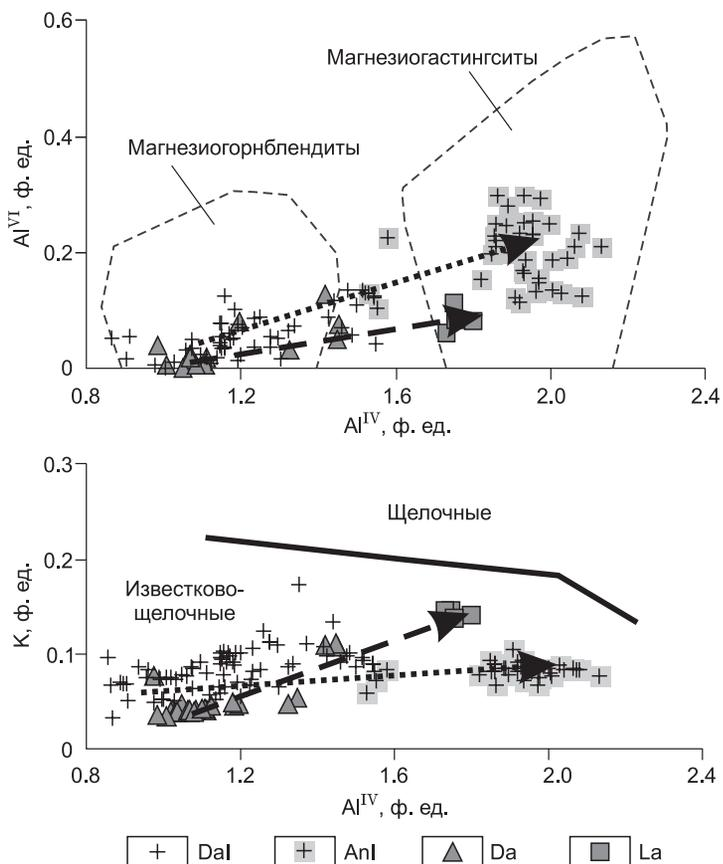 0.6
Магнезиогастингситы
Магнезиогорнблендиты
0.4
Al^VI, ф. ед.
0.2
0
0.8
1.2
1.6
2.0
2.4
Al^IV, ф. ед.
0.3
Щелочные
0.2
Известково-
щелочные
K, ф. ед.
0.1
0
0.8
1.2
1.6
2.0
2.4
Al^IV, ф. ед.
DaI
AnI
Da
La